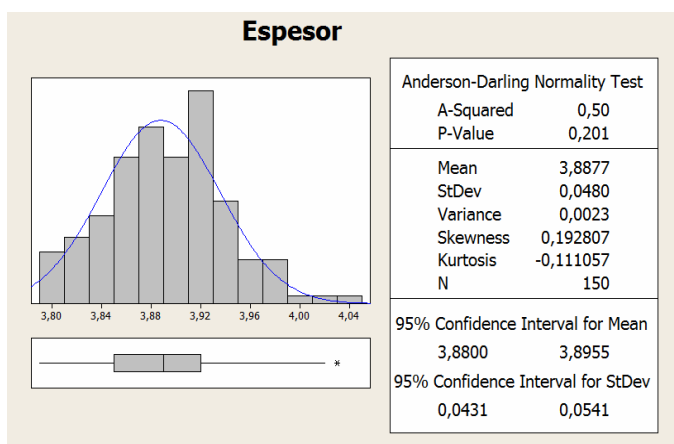 Espesor
3,80 3,84 3,88 3,92 3,96 4,00 4,04
*
Anderson-Darling Normality Test
A-Squared 0,50
P-Value 0,201
Mean 3,8877
StDev 0,0480
Variance 0,0023
Skewness 0,192807
Kurtosis -0,111057
N 150
95% Confidence Interval for Mean
3,8800 3,8955
95% Confidence Interval for StDev
0,0431 0,0541